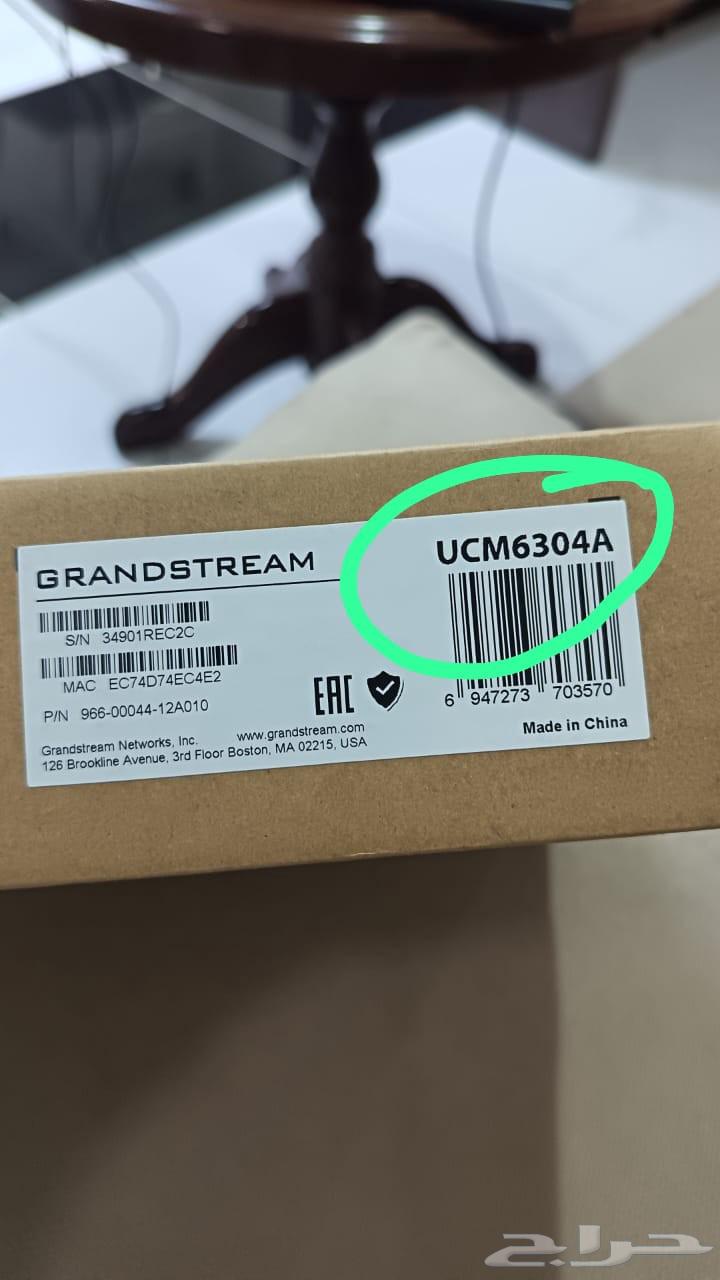 GRANDSTREAM
UCM6304A
S/N 34901REC2C
MAC EC74D74EC4E2
P/N 966-00044-12A010
EAC
6 947273 703570
Grandstream Networks, Inc. www.grandstream.com
126 Brookline Avenue, 3rd Floor Boston, MA 02215, USA
Made in China
حراج